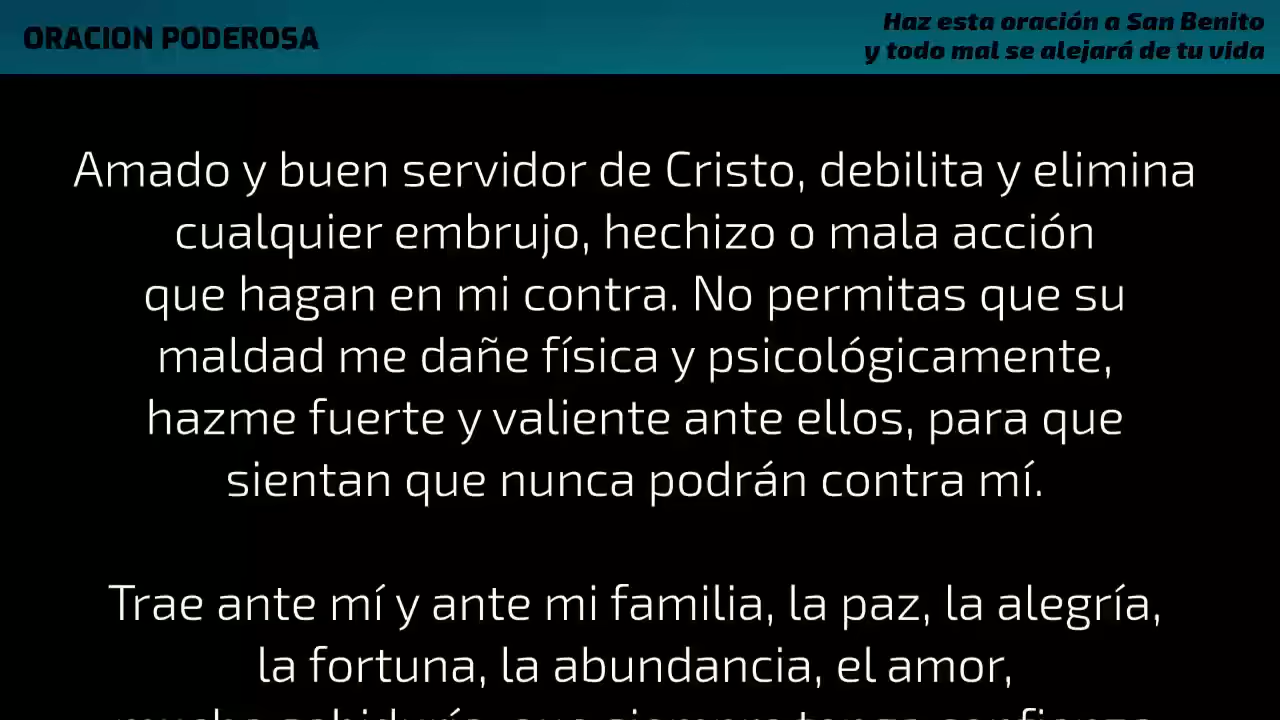 ORACION PODEROSA
Haz esta oración a San Benito
y todo mal se alejará de tu vida
Amado y buen servidor de Cristo, debilita y elimina
cualquier embrujo, hechizo o mala acción
que hagan en mi contra. No permitas que su
maldad me dañe física y psicológicamente,
hazme fuerte y valiente ante ellos, para que
sientan que nunca podrán contra mí.
Trae ante mí y ante mi familia, la paz, la alegría,
la fortuna, la abundancia, el amor,